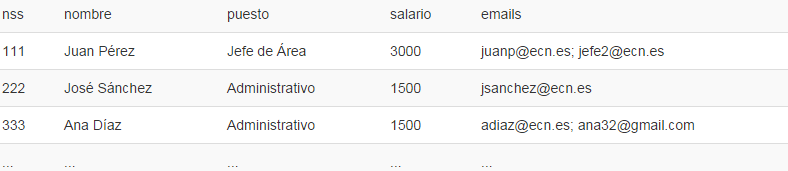 nss nombre puesto salario emails
111 Juan Pérez Jefe de Área 3000 juanp@ecn.es; jefe2@ecn.es
222 José Sánchez Administrativo 1500 jsanchez@ecn.es
333 Ana Díaz Administrativo 1500 adiaz@ecn.es; ana32@gmail.com
... ... ... ... ...